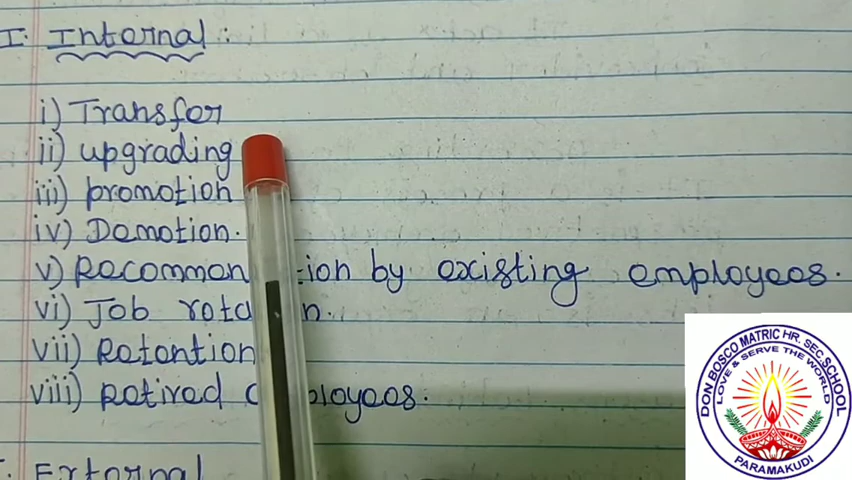 I. Internal:
i) Transfer
ii) upgrading
iii) promotion
iv) Demotion.
v) Recommen tion by existing employees.
vi) Job rota n.
vii) Retention
viii) Retired e ployees.
External
DON BOSCO MATRIC HR. SEC. SCHOOL
LOVE & SERVE THE WORLD
PARAMAKUDI